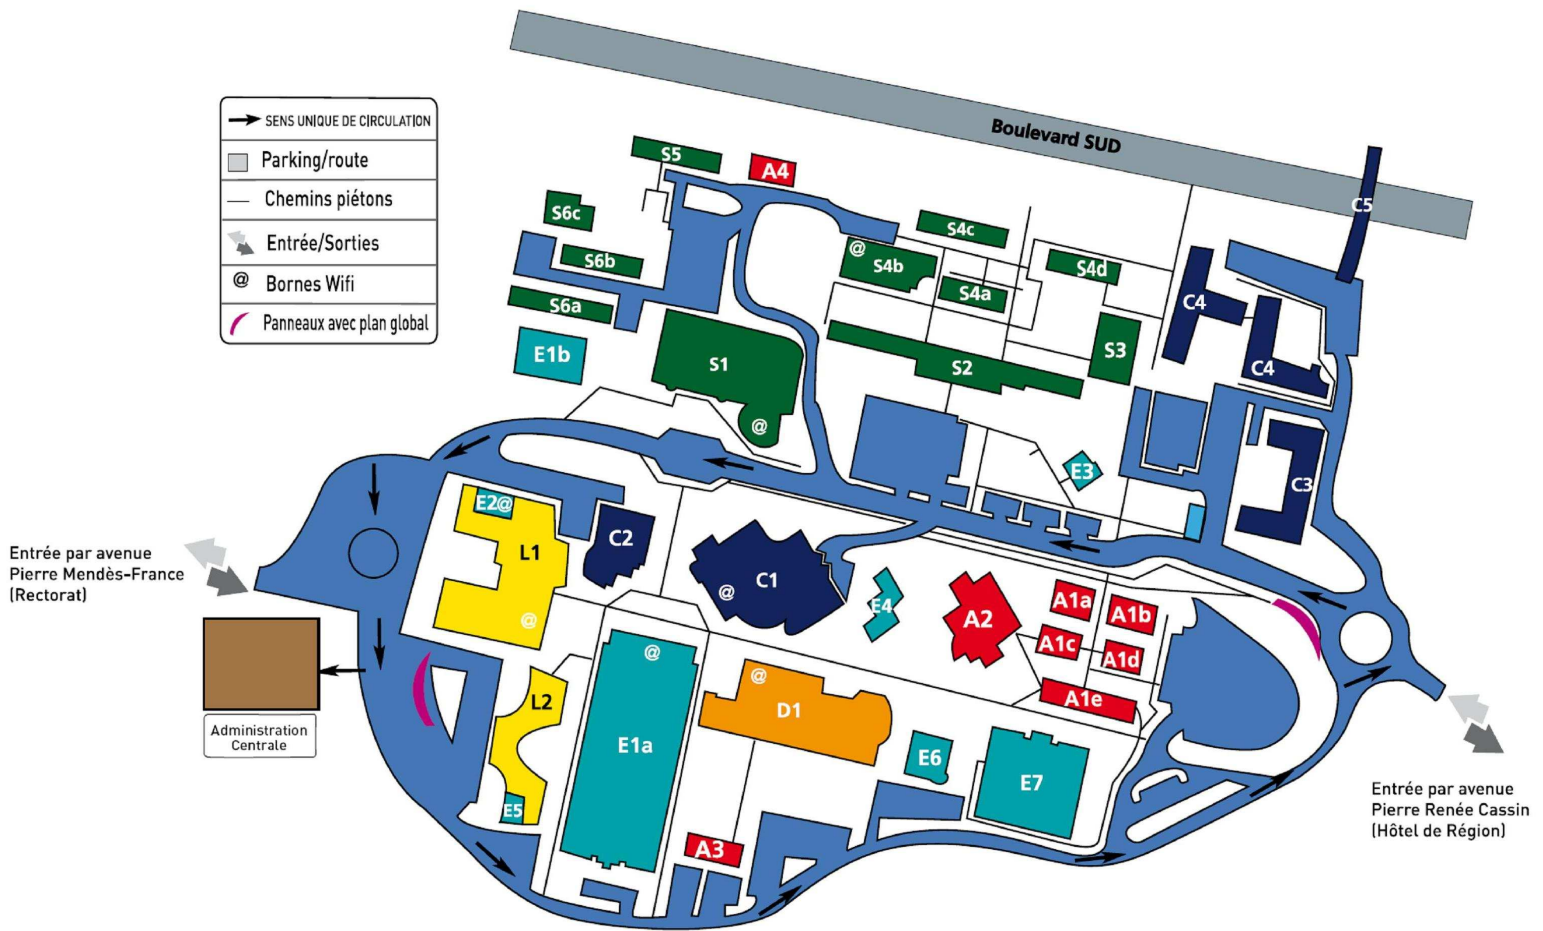 Boulevard SUD
SENS UNIQUE DE CIRCULATION
Parking/route
Chemins piétons
Entrée/Sorties
@ Bornes Wifi
Panneaux avec plan global
S5
A4
C5
S6c
S4c
@
S6b
S4b
S4d
S4a
C4
S6a
E1b
S1
S2
S3
C4
@
E3
C3
E2@
L1
C2
C1
@
@
E4
A2
A1a
A1b
A1c
A1d
A1e
Entrée par avenue
Pierre Mendès-France
(Rectorat)
Administration
Centrale
@
@
L2
D1
E1a
E6
E7
E5
A3
Entrée par avenue
Pierre Renée Cassin
(Hôtel de Région)